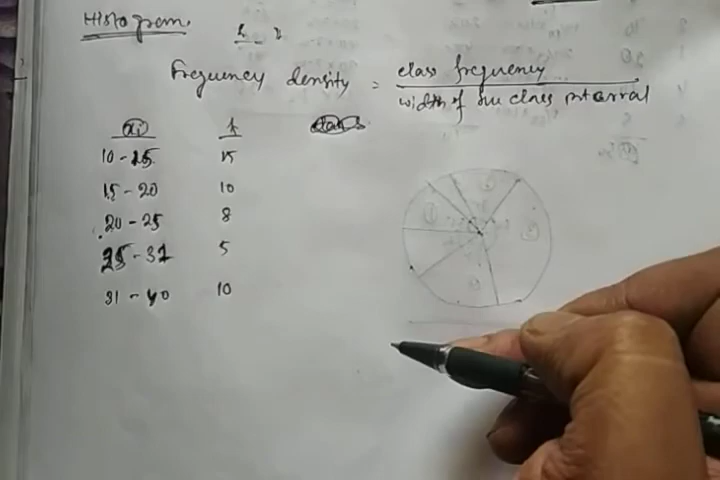 Histogram
Frequency density = class frequency
width of the class interval
xi f
10-15 15
15-20 10
20-25 8
25-31 5
31-40 10